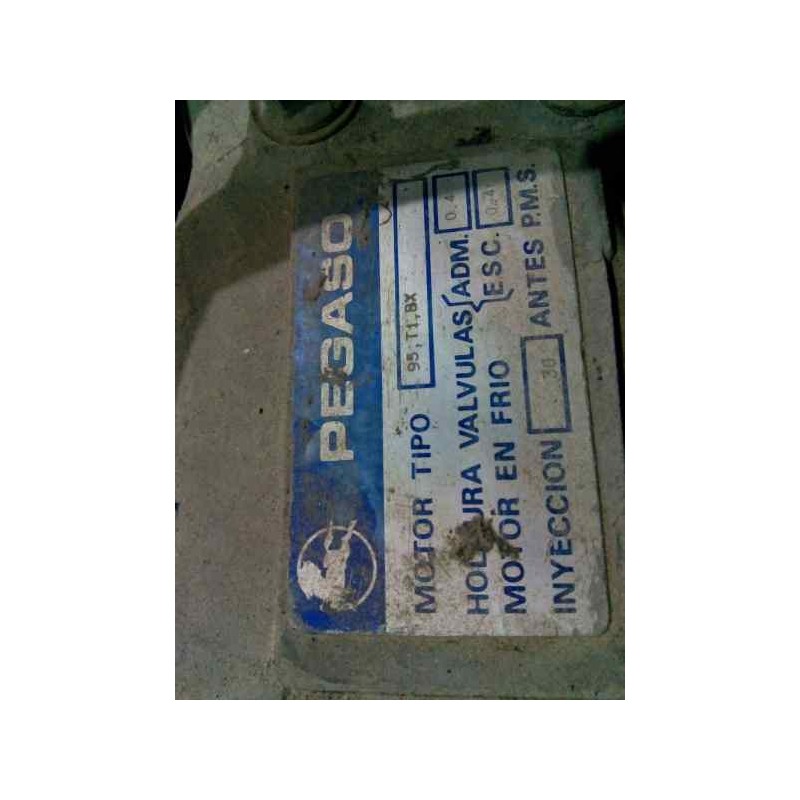 PEGASO
MOTOR TIPO 95,T1,BX
HOLGURA VALVULAS { ADM. 0.4
MOTOR EN FRIO { ESC. 0.4
INYECCION 30 ANTES P.M.S.